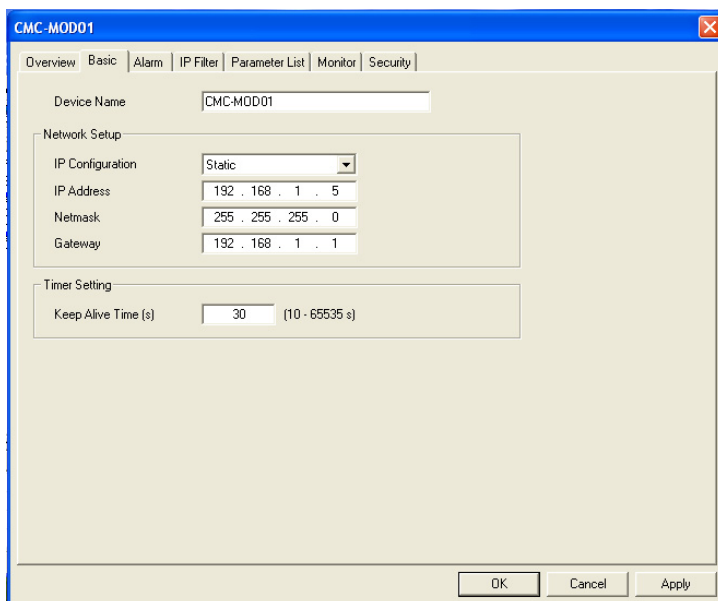 CMC-MOD01
Overview Basic Alarm IP Filter Parameter List Monitor Security
Device Name CMC-MOD01
Network Setup
IP Configuration Static
IP Address 192 . 168 . 1 . 5
Netmask 255 . 255 . 255 . 0
Gateway 192 . 168 . 1 . 1
Timer Setting
Keep Alive Time (s) 30 (10 - 65535 s)
OK Cancel Apply